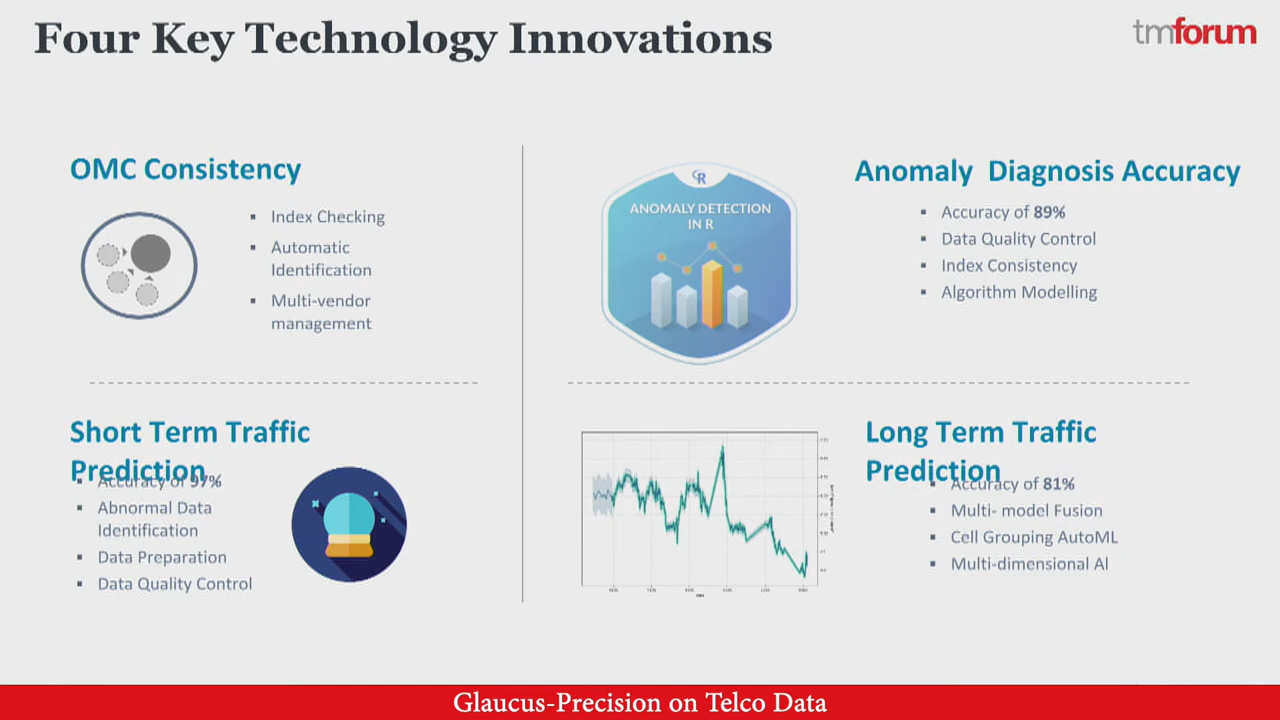 Four Key Technology Innovations
tmforum
OMC Consistency
▪ Index Checking
▪ Automatic
Identification
▪ Multi-vendor
management
R
ANOMALY DETECTION
IN R
Anomaly Diagnosis Accuracy
▪ Accuracy of 89%
▪ Data Quality Control
▪ Index Consistency
▪ Algorithm Modelling
Short Term Traffic
Prediction
▪ Accuracy of 97%
▪ Abnormal Data
Identification
▪ Data Preparation
▪ Data Quality Control
Long Term Traffic
Prediction
▪ Accuracy of 81%
▪ Multi- model Fusion
▪ Cell Grouping AutoML
▪ Multi-dimensional AI
Glaucus-Precision on Telco Data